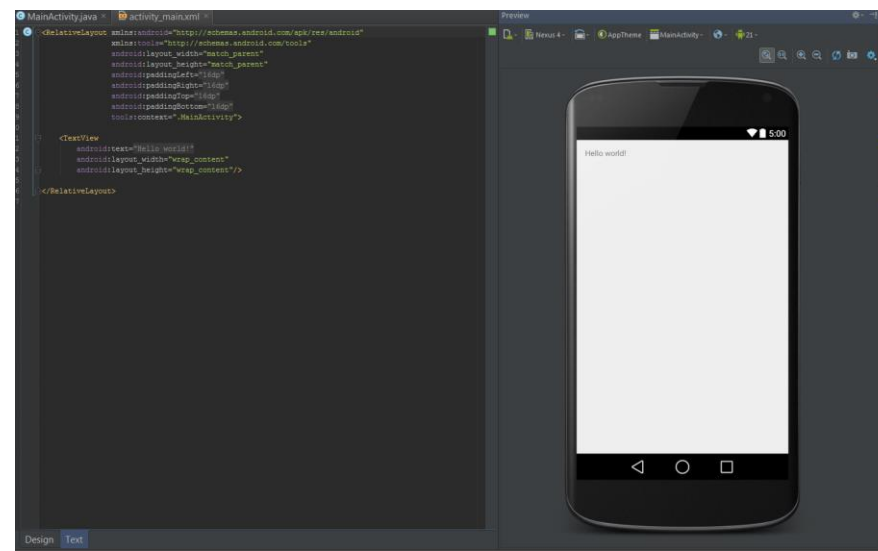 MainActivity.java × activity_main.xml ×
<RelativeLayout xmlns:android="http://schemas.android.com/apk/res/android"
xmlns:tools="http://schemas.android.com/tools"
android:layout_width="match_parent"
android:layout_height="match_parent"
android:paddingLeft="16dp"
android:paddingRight="16dp"
android:paddingTop="16dp"
android:paddingBottom="16dp"
tools:context=".MainActivity">
<TextView
android:text="Hello world!"
android:layout_width="wrap_content"
android:layout_height="wrap_content"/>
</RelativeLayout>
Design Text
Preview
Nexus 4 AppTheme MainActivity 21
5:00
Hello world!